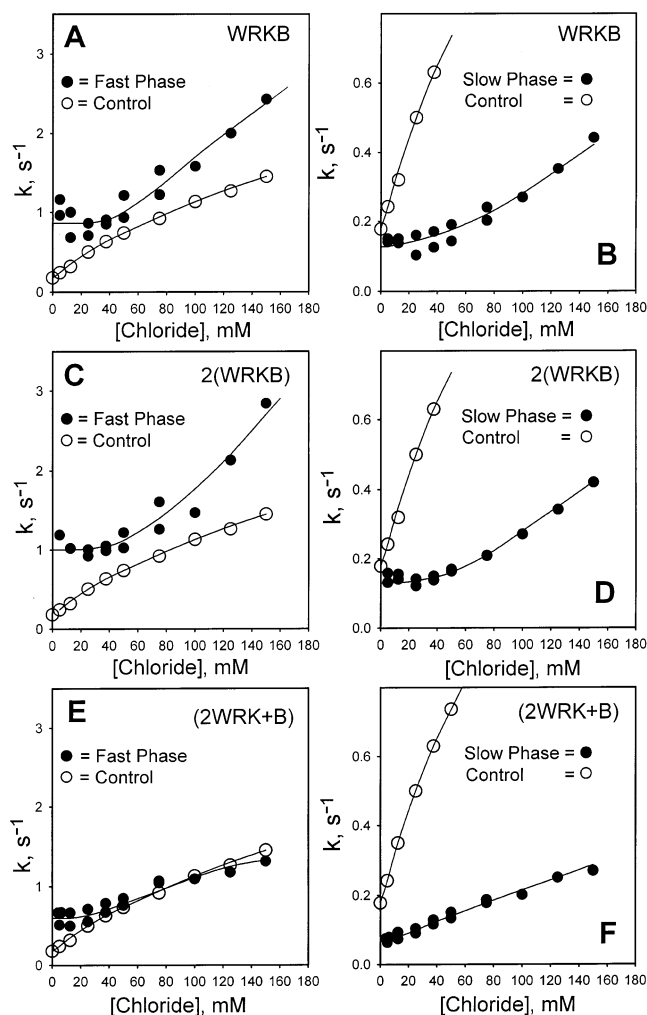 A
WRKB
● = Fast Phase
○ = Control
k, s⁻¹
3
2
1
0
0 20 40 60 80 100 120 140 160 180
[Chloride], mM
WRKB
Slow Phase = ●
Control = ○
B
k, s⁻¹
0.6
0.4
0.2
0.0
0 20 40 60 80 100 120 140 160 180
[Chloride], mM
C
2(WRKB)
● = Fast Phase
○ = Control
k, s⁻¹
3
2
1
0
0 20 40 60 80 100 120 140 160 180
[Chloride], mM
2(WRKB)
Slow Phase = ●
Control = ○
D
k, s⁻¹
0.6
0.4
0.2
0.0
0 20 40 60 80 100 120 140 160 180
[Chloride], mM
E
(2WRK+B)
● = Fast Phase
○ = Control
k, s⁻¹
3
2
1
0
0 20 40 60 80 100 120 140 160 180
[Chloride], mM
(2WRK+B)
Slow Phase = ●
Control = ○
F
k, s⁻¹
0.6
0.4
0.2
0.0
0 20 40 60 80 100 120 140 160 180
[Chloride], mM